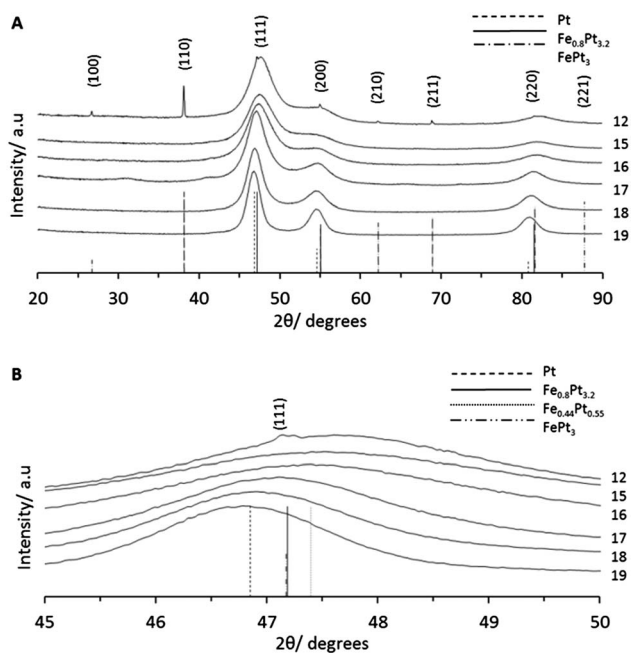 A
Pt
Fe0.8Pt3.2
FePt3
(100)
(110)
(111)
(200)
(210)
(211)
(220)
(221)
12
15
16
17
18
19
Intensity/ a.u
20 30 40 50 60 70 80 90
2θ/ degrees
B
Pt
Fe0.8Pt3.2
Fe0.44Pt0.55
FePt3
(111)
12
15
16
17
18
19
Intensity/ a.u
45 46 47 48 49 50
2θ/ degrees